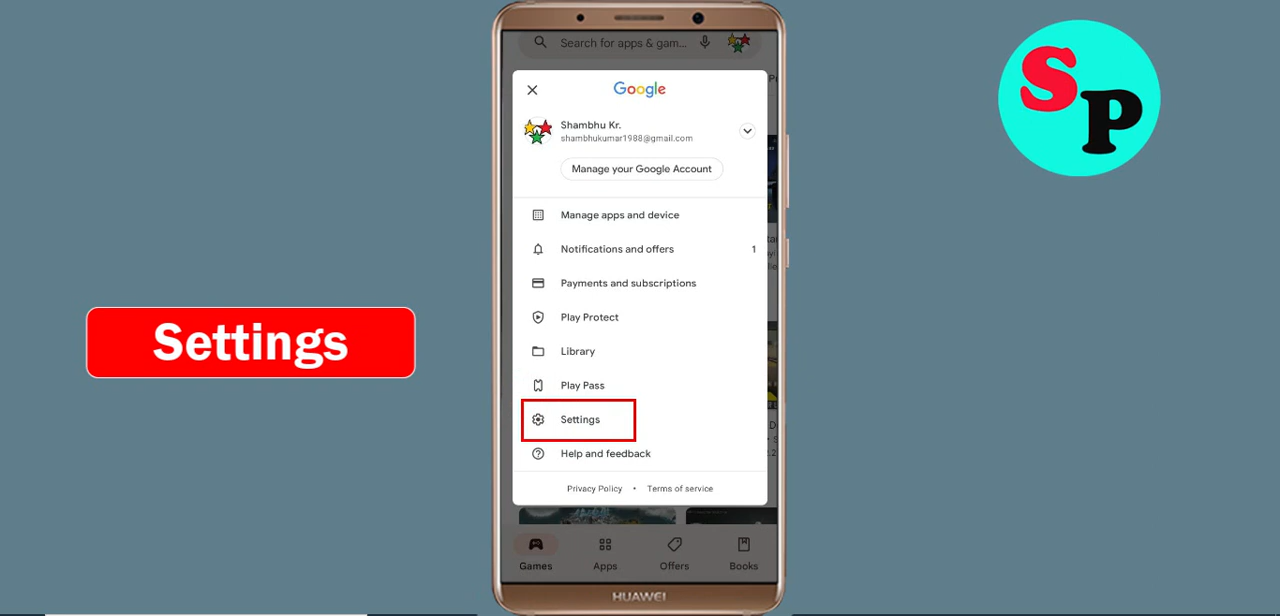 Search for apps & gam...
Google
Shambhu Kr.
shambhukumar1988@gmail.com
Manage your Google Account
Manage apps and device
Notifications and offers 1
Payments and subscriptions
Play Protect
Library
Play Pass
Settings
Help and feedback
Privacy Policy • Terms of service
Games Apps Offers Books
HUAWEI
Settings
SP